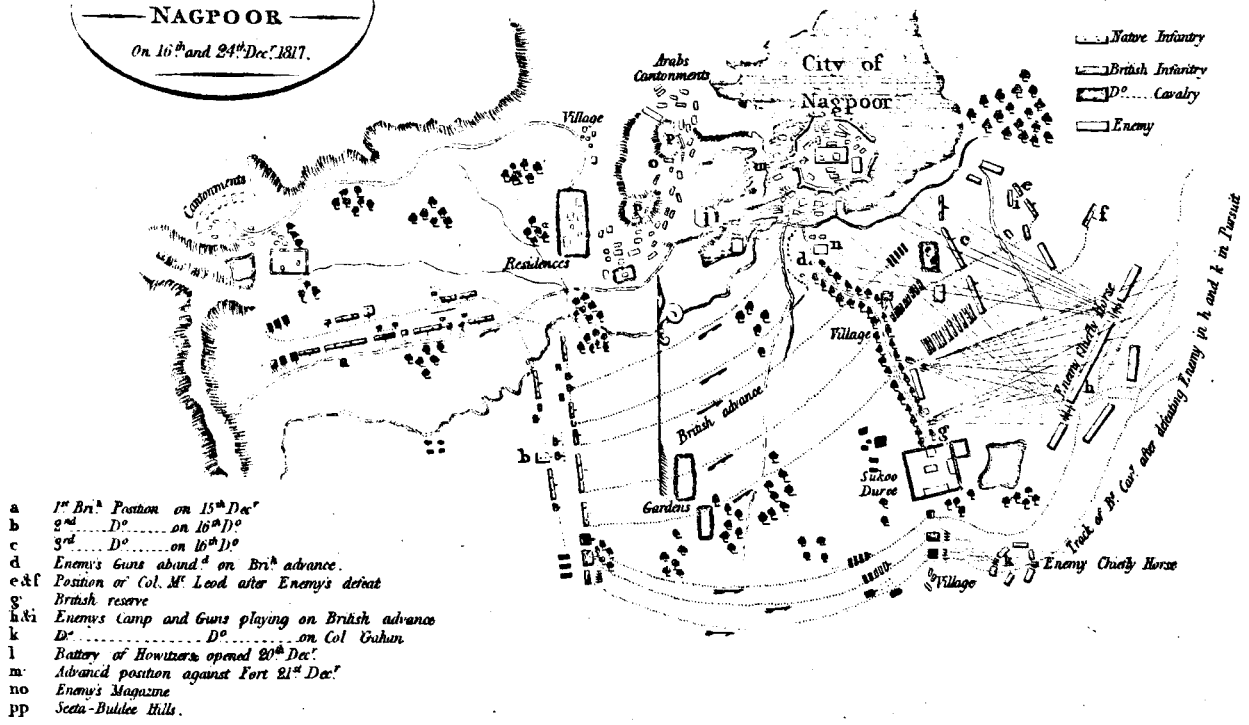 NAGPOOR
On 16th and 24th Decr 1817.
Native Infantry
British Infantry
Do...... Cavalry
Enemy
City of
Nagpoor
Arabs
Cantonments
Village
Cantonments
Residences
Village
British advance
Gardens
Sukoo
Duree
Village
Enemy Chiefly Horse
Enemy Chiefly Horse
Track of Bh Cavy after defeating Enemy in h and k in Pursuit
a
b
c
d
e
f
g
h
i
k
m
n
o
p
a 1st Brih Position on 15th Decr
b 2nd...... Do....... on 16th Do
c 3rd..... Do....... on 16th Do
d Enemy's Guns aband.d on Brih advance.
e&f Position of Col. Mc Leod after Enemy's defeat
g British reserve
h&i Enemys Camp and Guns playing on British advance
k Do................... Do.......... on Col Gahan
l Battery of Howitzers opened 20th Decr.
m Advancd position against Fort 21st Decr
no Enemy's Magazine
pp Seeta-Buldee Hills.